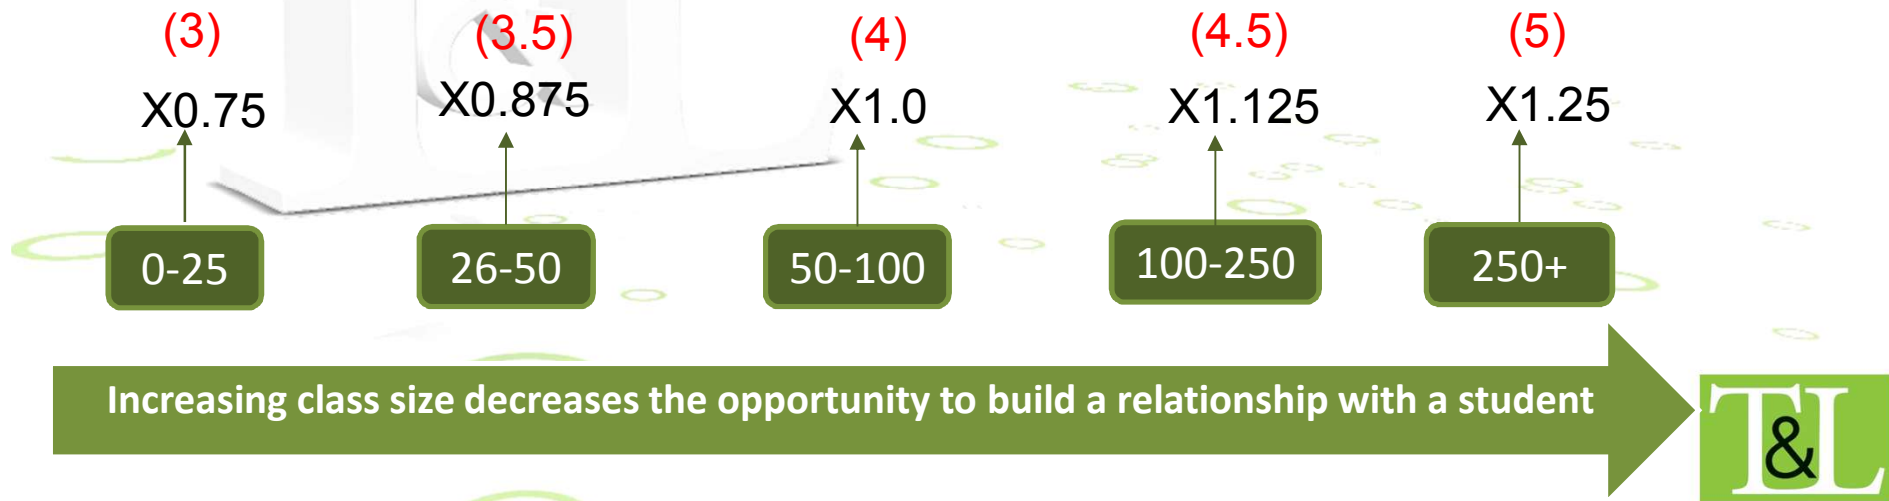 (3) (3.5) (4) (4.5) (5)
X0.75 X0.875 X1.0 X1.125 X1.25
0-25 26-50 50-100 100-250 250+
Increasing class size decreases the opportunity to build a relationship with a student
T&L